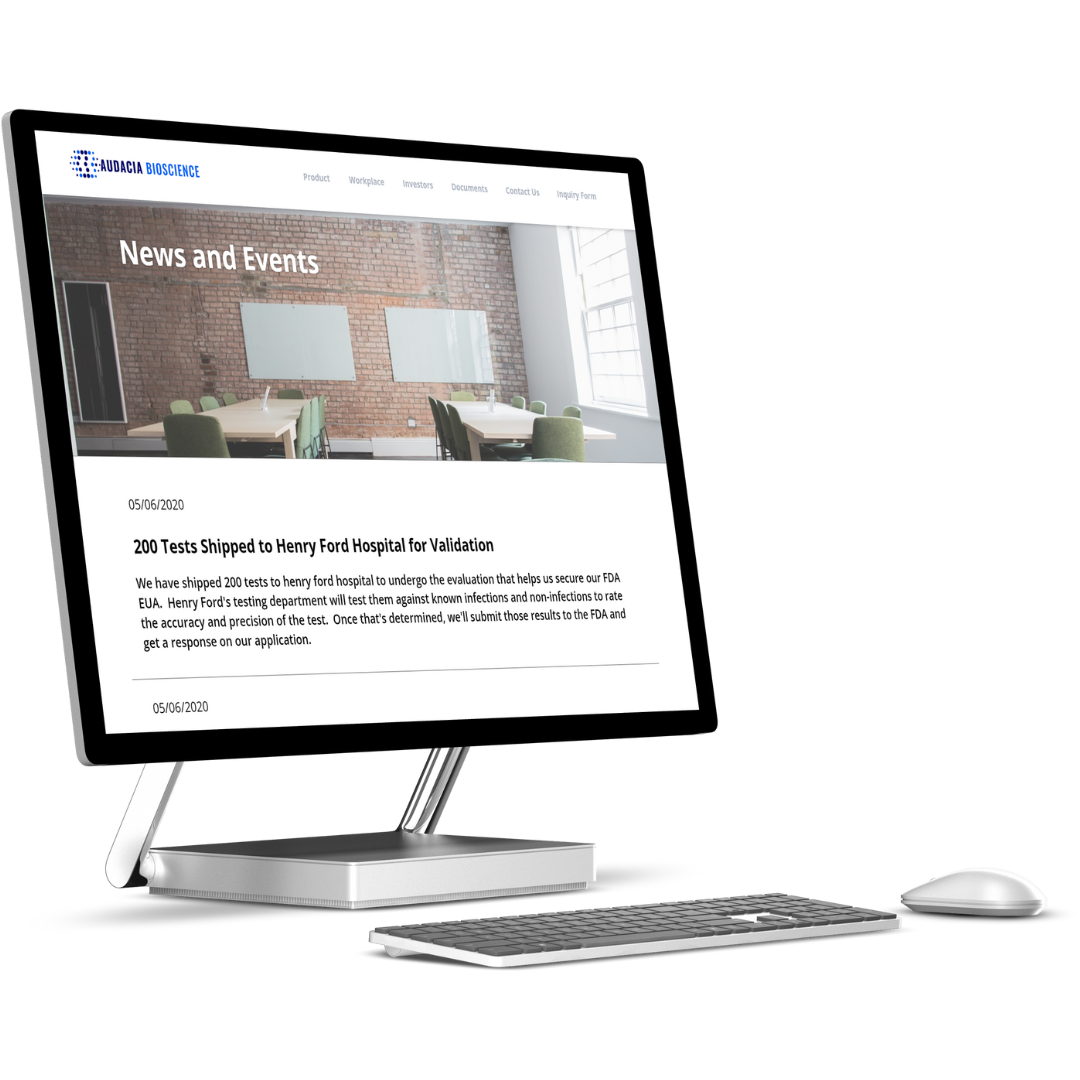 AUDACIA BIOSCIENCE
Product Workplace Investors Documents Contact Us Inquiry Form
News and Events
05/06/2020
200 Tests Shipped to Henry Ford Hospital for Validation
We have shipped 200 tests to henry ford hospital to undergo the evaluation that helps us secure our FDA
EUA. Henry Ford's testing department will test them against known infections and non-infections to rate
the accuracy and precision of the test. Once that's determined, we'll submit those results to the FDA and
get a response on our application.
05/06/2020